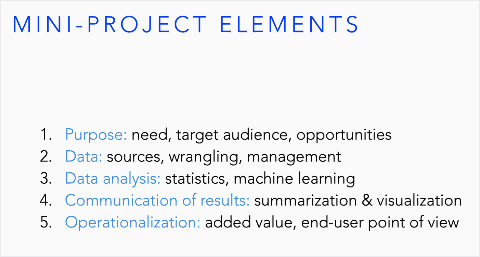 MINI-PROJECT ELEMENTS
1. Purpose: need, target audience, opportunities
2. Data: sources, wrangling, management
3. Data analysis: statistics, machine learning
4. Communication of results: summarization & visualization
5. Operationalization: added value, end-user point of view